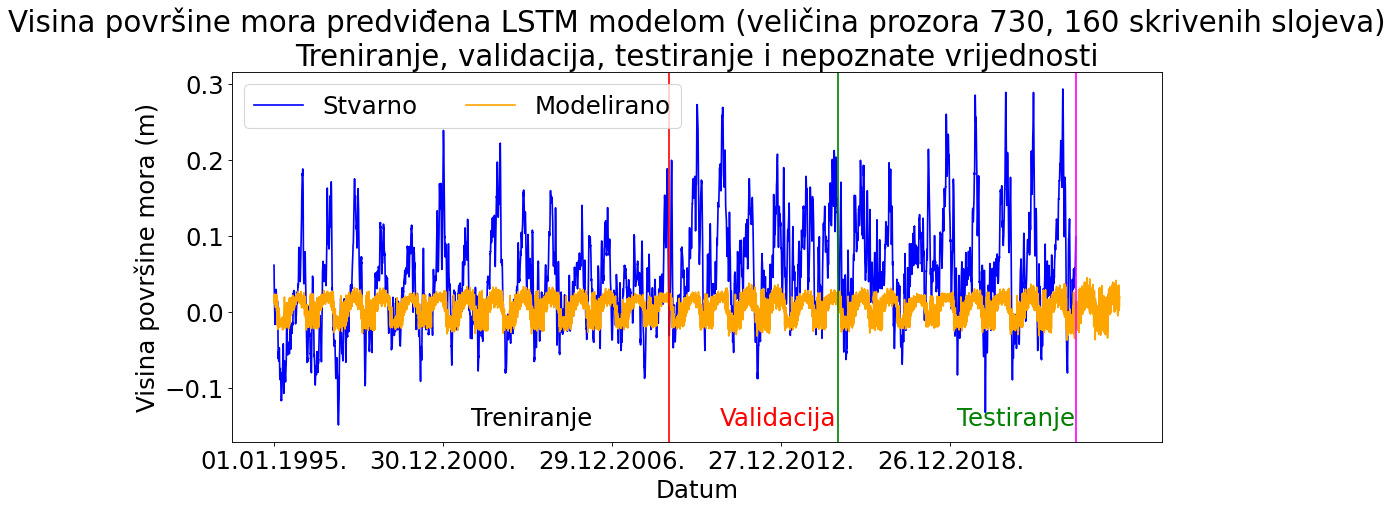 Visina površine mora predviđena LSTM modelom (veličina prozora 730, 160 skrivenih slojeva)
Treniranje, validacija, testiranje i nepoznate vrijednosti
Stvarno Modelirano
Visina površine mora (m)
0.3
0.2
0.1
0.0
−0.1
Treniranje Validacija Testiranje
01.01.1995. 30.12.2000. 29.12.2006. 27.12.2012. 26.12.2018.
Datum